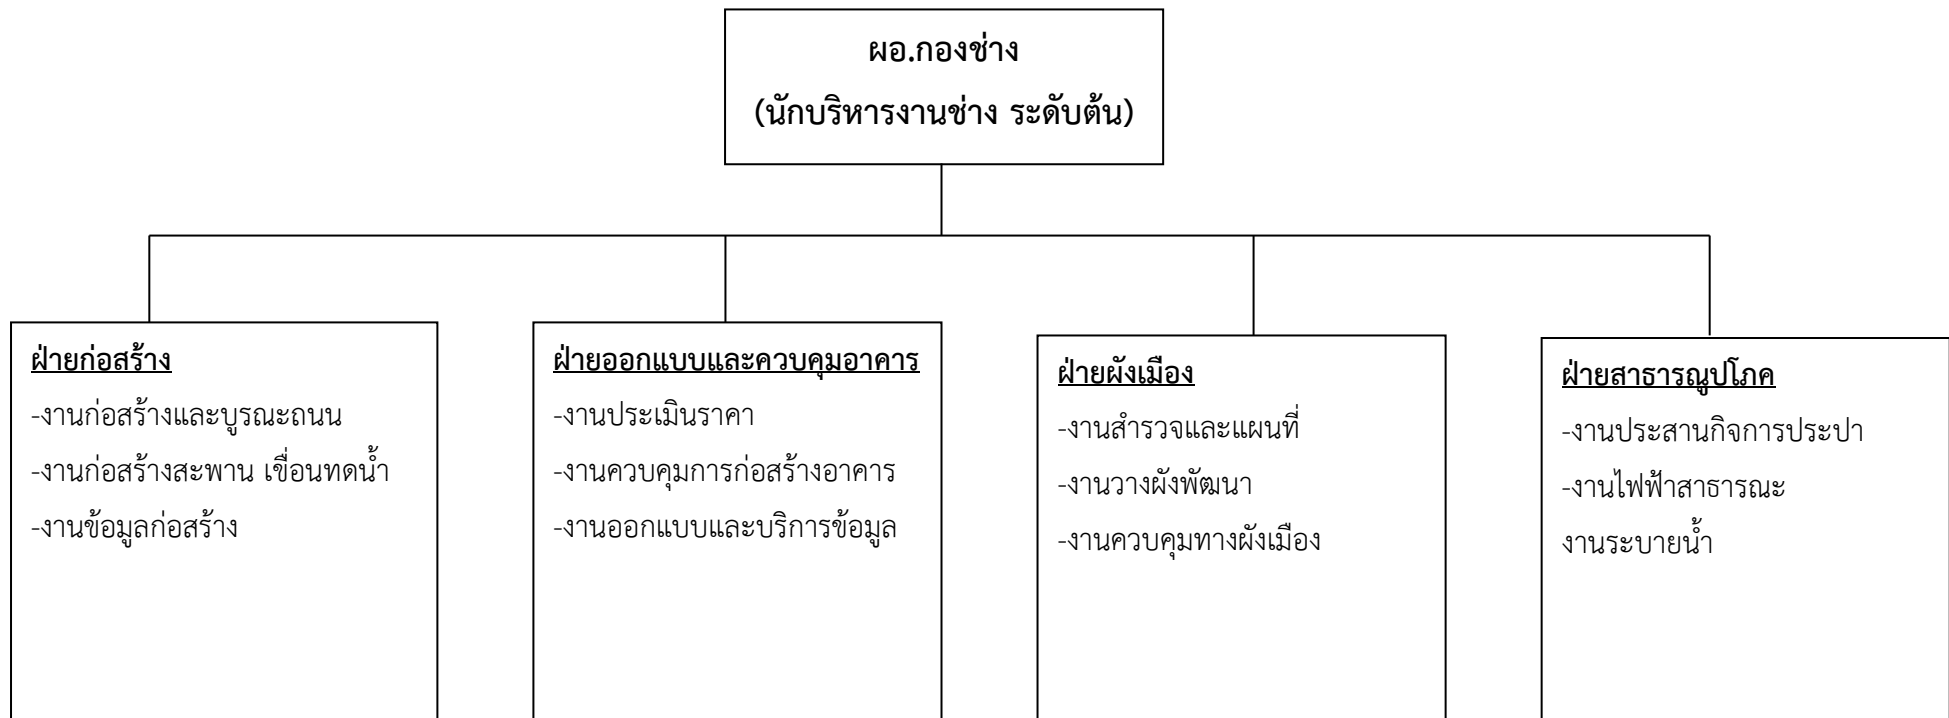 ผอ.กองช่าง
(นักบริหารงานช่าง ระดับต้น)
ฝ่ายก่อสร้าง
-งานก่อสร้างและบูรณะถนน
-งานก่อสร้างสะพาน เขื่อนทดน้ำ
-งานข้อมูลก่อสร้าง
ฝ่ายออกแบบและควบคุมอาคาร
-งานประเมินราคา
-งานควบคุมการก่อสร้างอาคาร
-งานออกแบบและบริการข้อมูล
ฝ่ายผังเมือง
-งานสำรวจและแผนที่
-งานวางผังพัฒนา
-งานควบคุมทางผังเมือง
ฝ่ายสาธารณูปโภค
-งานประสานกิจการประปา
-งานไฟฟ้าสาธารณะ
งานระบายน้ำ